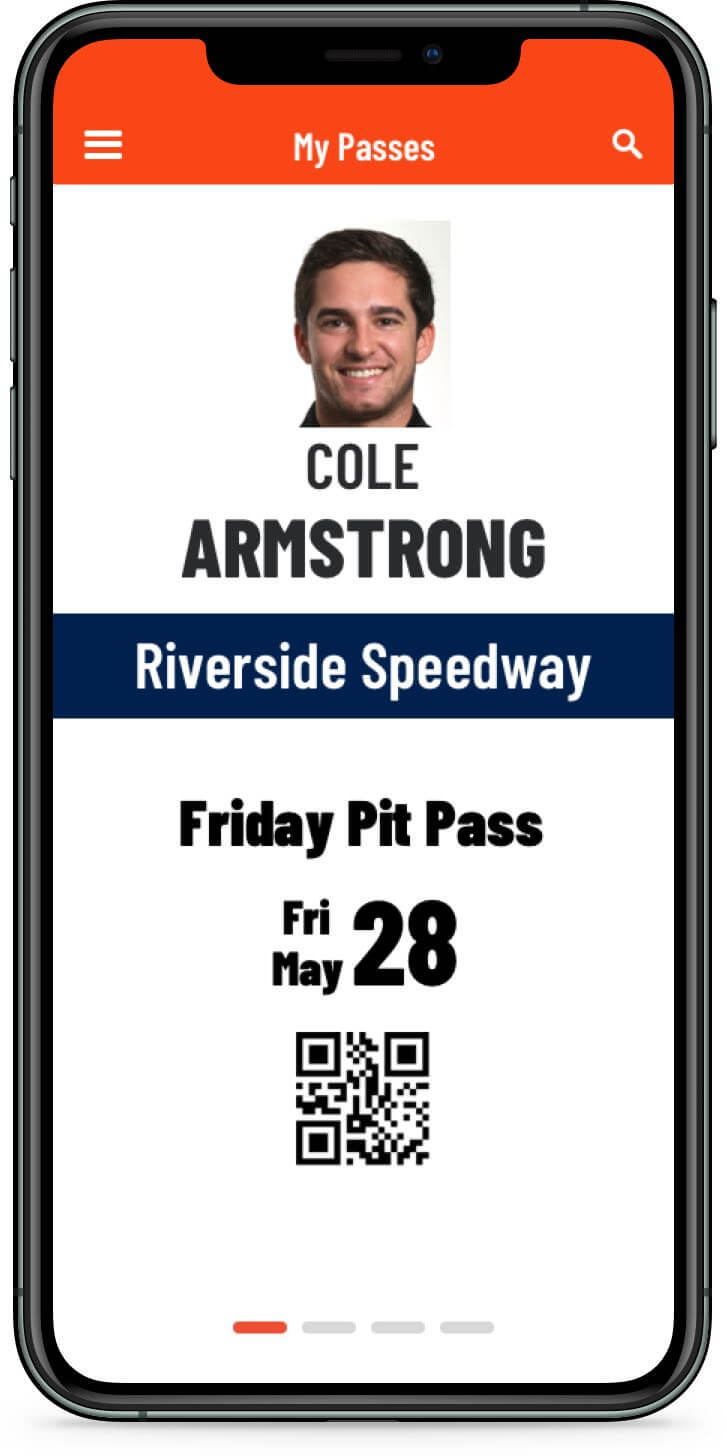 My Passes
COLE
ARMSTRONG
Riverside Speedway
Friday Pit Pass
Fri
May 28